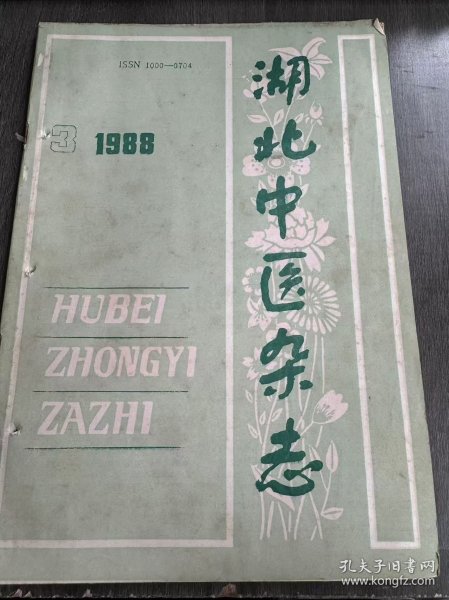 ISSN 1000—0704
3 1988
湖北中医杂志
HUBEI
ZHONGYI
ZAZHI
孔夫子旧书网
www.kongfz.com